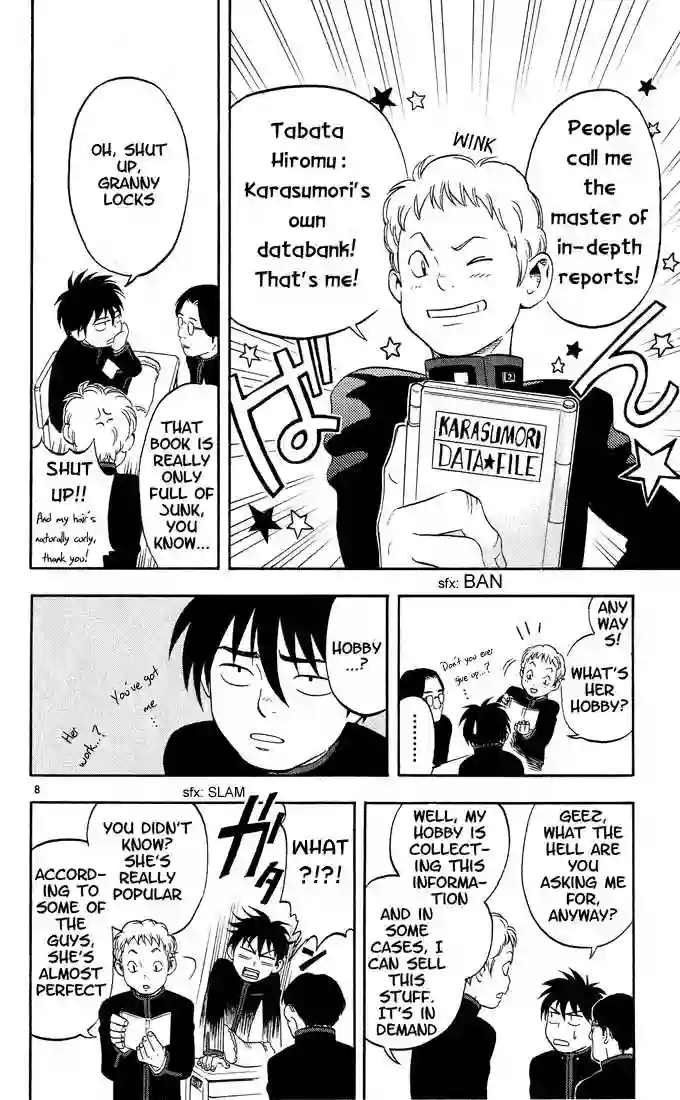 People
call me
the
master of
in-depth
reports!
WINK
Tabata
Hiromu:
Karasumori's
own
databank!
That's me!
ば
ん
KARASUMORI
DATA★FILE
sfx: BAN
OH, SHUT
UP,
GRANNY
LOCKS
THAT
BOOK IS
REALLY
ONLY
FULL OF
JUNK,
YOU
KNOW...
SHUT
UP!!
And my hair's
naturally curly,
thank you!
ANY
WAY
S!
WHAT'S
HER
HOBBY?
Don't you ever
give up...?
.........
HOBBY
...?
You've got
me
...
Her
work...?
8
GEEZ,
WHAT THE
HELL ARE
YOU
ASKING ME
FOR,
ANYWAY?
WELL, MY
HOBBY IS
COLLECT-
ING THIS
INFORMA-
TION
AND IN
SOME
CASES, I
CAN SELL
THIS
STUFF.
IT'S IN
DEMAND
sfx: SLAM
WHAT
?!?!
ガタ
YOU DIDN'T
KNOW?
SHE'S
REALLY
POPULAR
ACCORD-
ING TO
SOME OF
THE
GUYS,
SHE'S
ALMOST
PERFECT